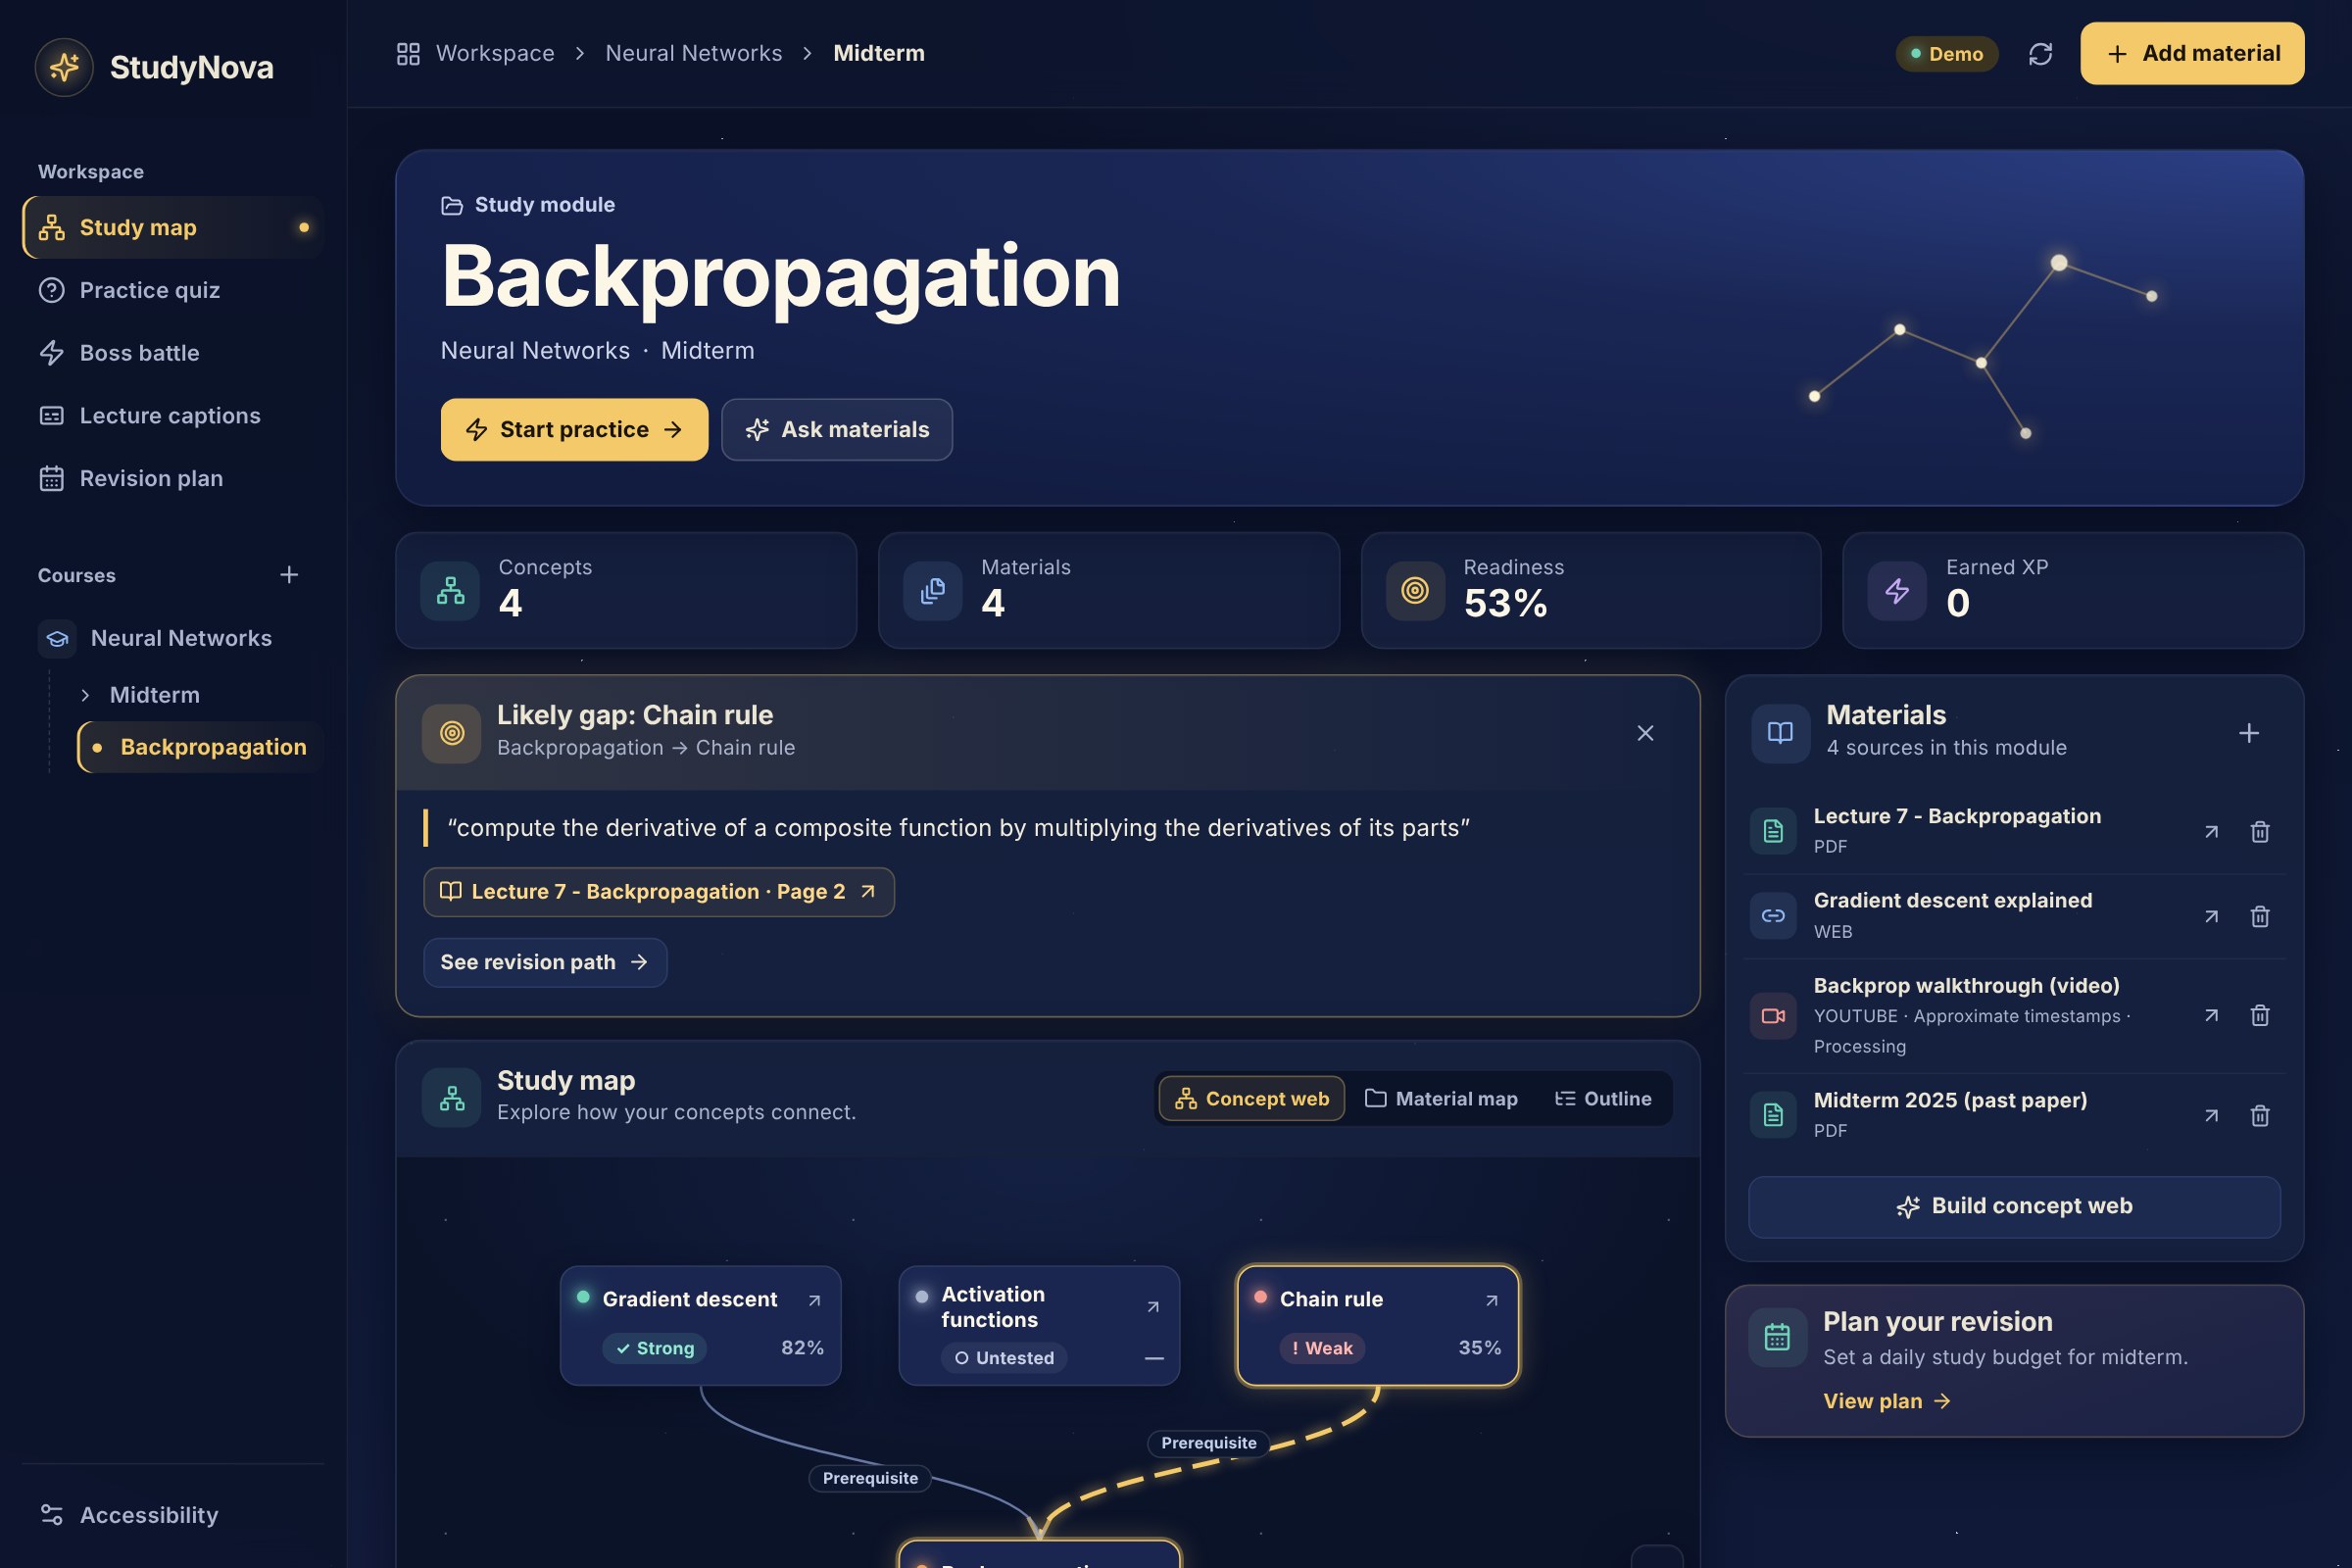 StudyNova
Workspace
Study map
Practice quiz
Boss battle
Lecture captions
Revision plan
Courses
Neural Networks
Midterm
Backpropagation
Accessibility
Workspace > Neural Networks > Midterm
Demo
Add material
Study module
Backpropagation
Neural Networks · Midterm
Start practice →
Ask materials
Concepts
4
Materials
4
Readiness
53%
Earned XP
0
Likely gap: Chain rule
Backpropagation → Chain rule
“compute the derivative of a composite function by multiplying the derivatives of its parts”
Lecture 7 - Backpropagation · Page 2
See revision path →
Study map
Explore how your concepts connect.
Concept web
Material map
Outline
Gradient descent
Strong
82%
Activation
functions
Untested
—
Chain rule
! Weak
35%
Prerequisite
Prerequisite
Materials
4 sources in this module
Lecture 7 - Backpropagation
PDF
Gradient descent explained
WEB
Backprop walkthrough (video)
YOUTUBE · Approximate timestamps ·
Processing
Midterm 2025 (past paper)
PDF
Build concept web
Plan your revision
Set a daily study budget for midterm.
View plan →